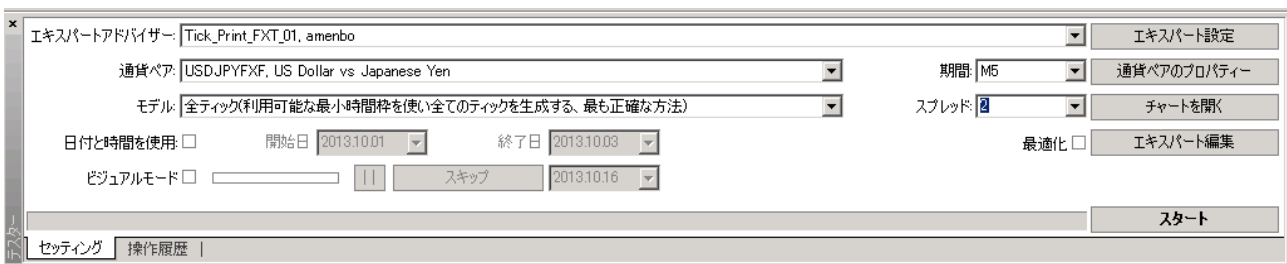 エキスパートアドバイザー: Tick_Print_FXT_01, amenbo エキスパート設定
通貨ペア: USDJPYFXF, US Dollar vs Japanese Yen 期間: M5 通貨ペアのプロパティー
モデル: 全ティック(利用可能な最小時間枠を使い全てのティックを生成する、最も正確な方法) スプレッド: 2 チャートを開く
日付と時間を使用: 開始日 2013.10.01 終了日 2013.10.03 最適化 エキスパート編集
ビジュアルモード スキップ 2013.10.16
スタート
テスター
セッティング 操作履歴